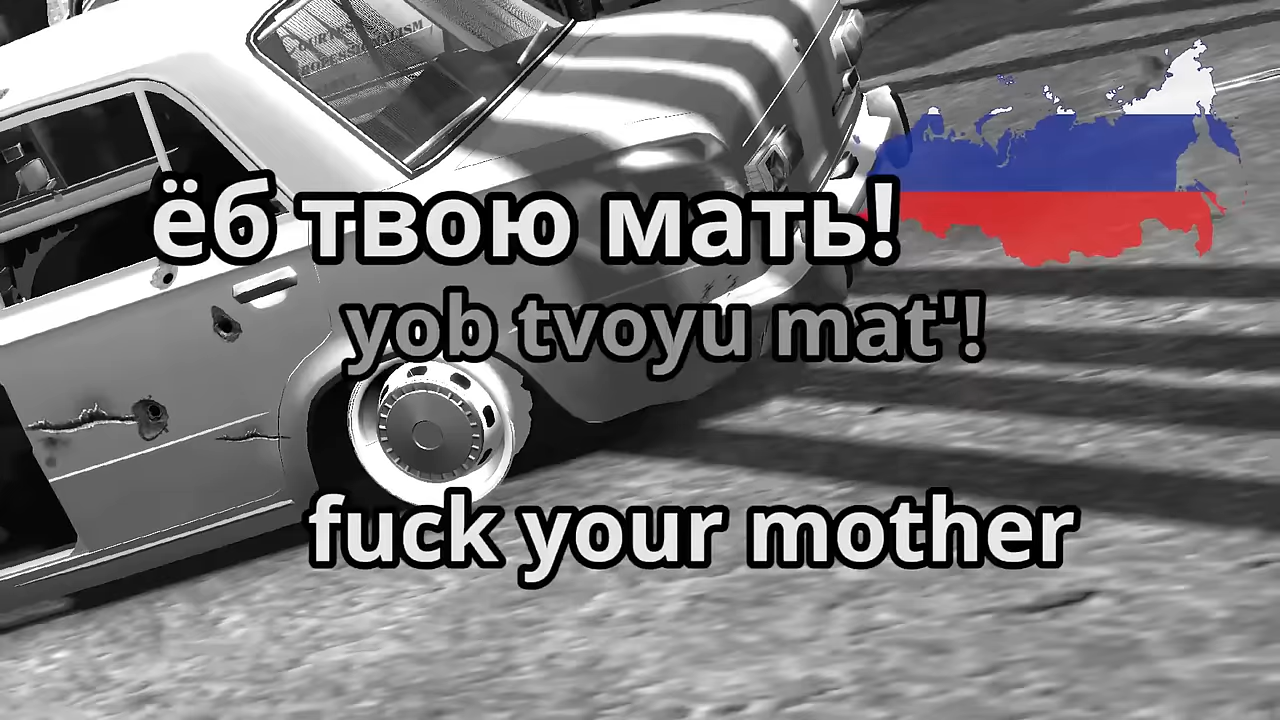 ёб твою мать!
yob tvoyu mat'!
fuck your mother